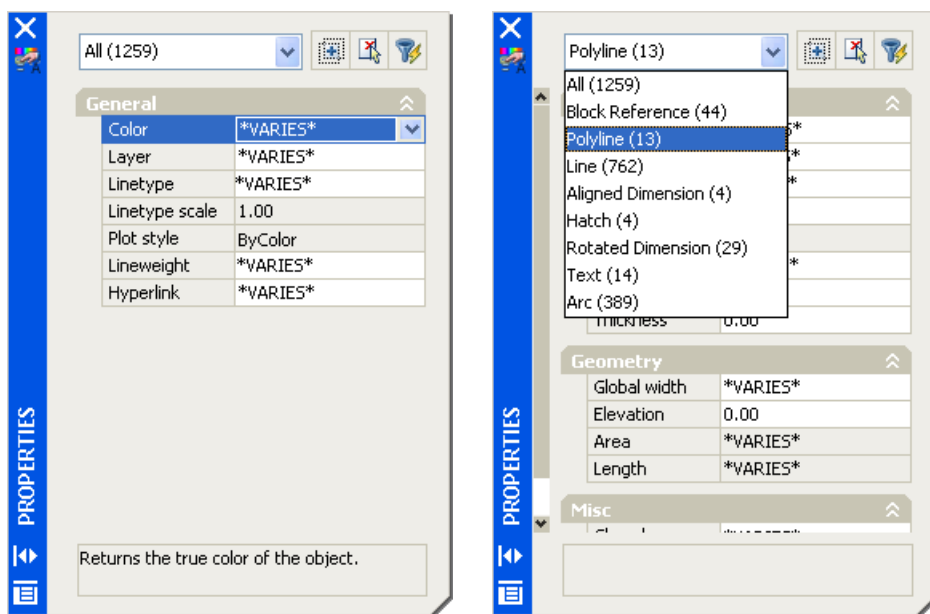 All (1259)
General
Color *VARIES*
Layer *VARIES*
Linetype *VARIES*
Linetype scale 1.00
Plot style ByColor
Lineweight *VARIES*
Hyperlink *VARIES*
PROPERTIES
Returns the true color of the object.
Polyline (13)
All (1259)
Block Reference (44)
Polyline (13)
Line (762)
Aligned Dimension (4)
Hatch (4)
Rotated Dimension (29)
Text (14)
Arc (389)
Thickness 0.00
Geometry
Global width *VARIES*
Elevation 0.00
Area *VARIES*
Length *VARIES*
Misc
PROPERTIES